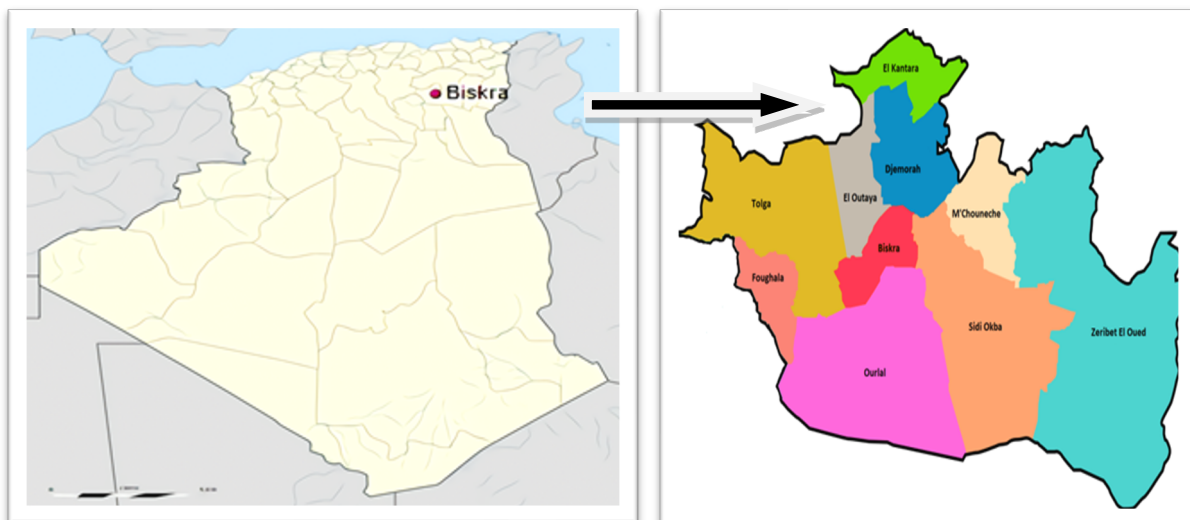 Biskra
El Kantara
Djemorah
El Outaya
Tolga
M'Chouneche
Biskra
Foughala
Sidi Okba
Zeribet El Oued
Ourlal